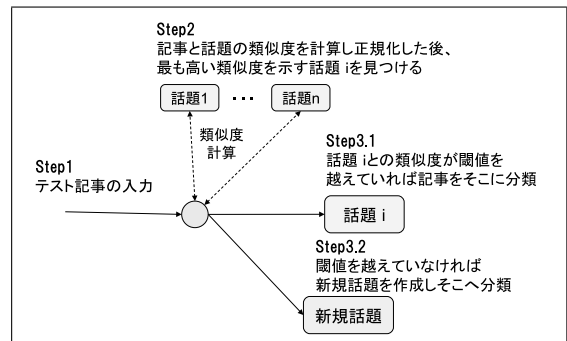 Step2
記事と話題の類似度を計算し正規化した後、
最も高い類似度を示す話題 iを見つける
話題1 ・・・ 話題n
類似度
計算
Step1
テスト記事の入力
Step3.1
話題 iとの類似度が閾値を
越えていれば記事をそこに分類
話題 i
Step3.2
閾値を越えていなければ
新規話題を作成しそこへ分類
新規話題